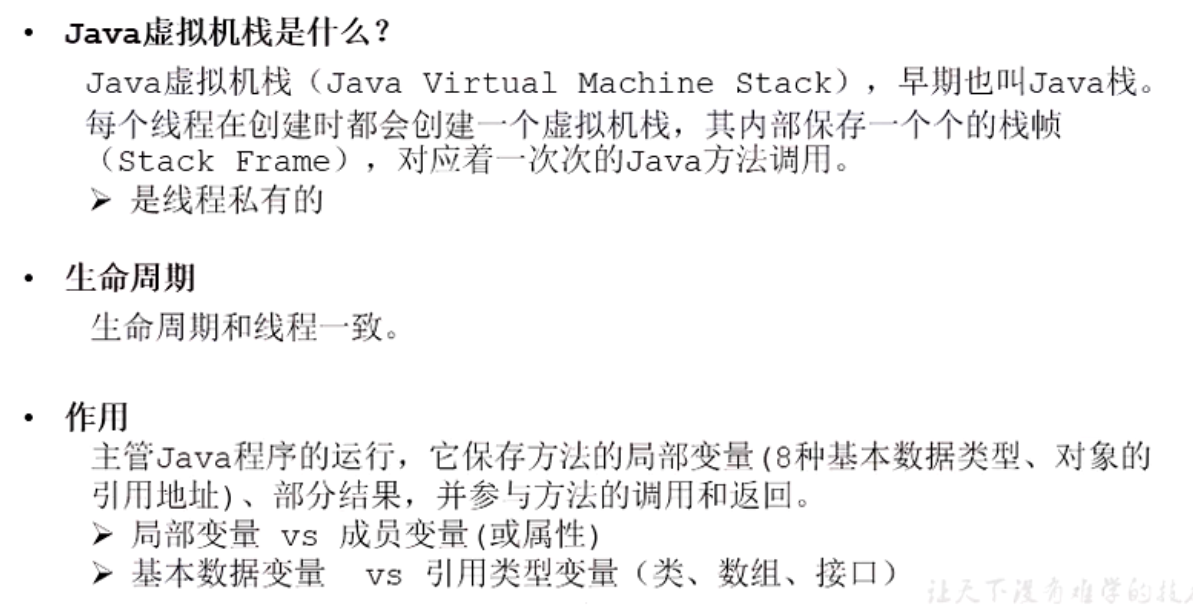 • Java虚拟机栈是什么？
Java虚拟机栈（Java Virtual Machine Stack），早期也叫Java栈。
每个线程在创建时都会创建一个虚拟机栈，其内部保存一个个的栈帧
（Stack Frame），对应着一次次的Java方法调用。
➢ 是线程私有的
• 生命周期
生命周期和线程一致。
• 作用
主管Java程序的运行，它保存方法的局部变量(8种基本数据类型、对象的
引用地址)、部分结果，并参与方法的调用和返回。
➢ 局部变量 vs 成员变量(或属性)
➢ 基本数据变量 vs 引用类型变量（类、数组、接口）
让天下没有难学的技